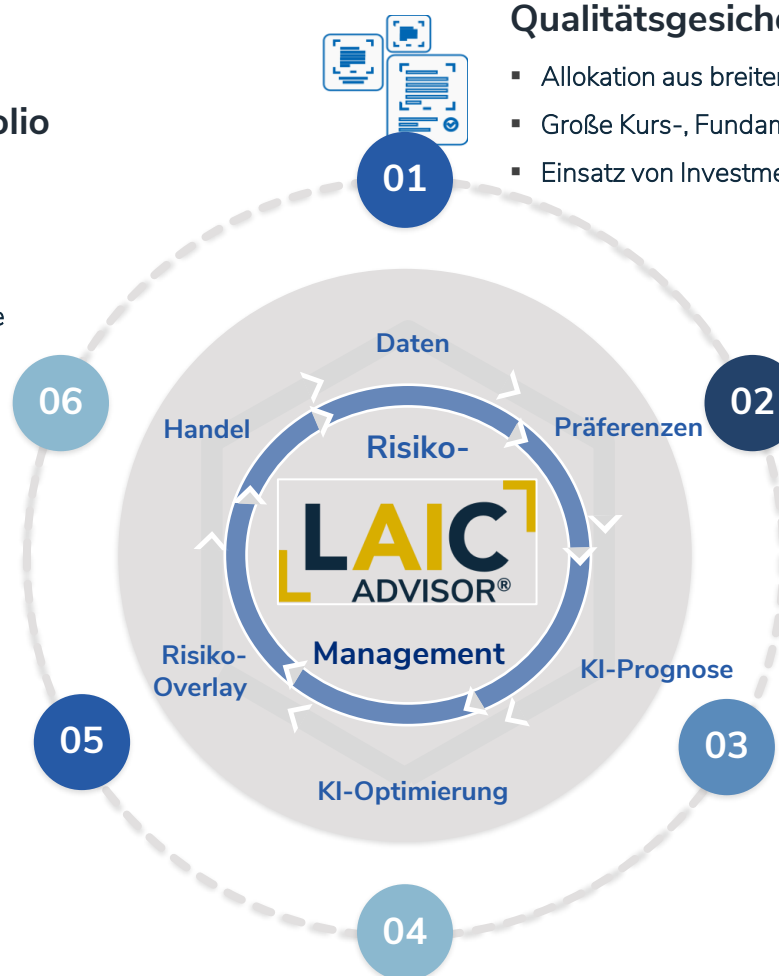 Qualitätsgesiche
Allokation aus breiter
Große Kurs-, Fundam
Einsatz von Investme
olio
e
01
02
03
04
05
06
Daten
Präferenzen
KI-Prognose
KI-Optimierung
Risiko-
Overlay
Handel
Risiko-
LAIC
ADVISOR®
Management